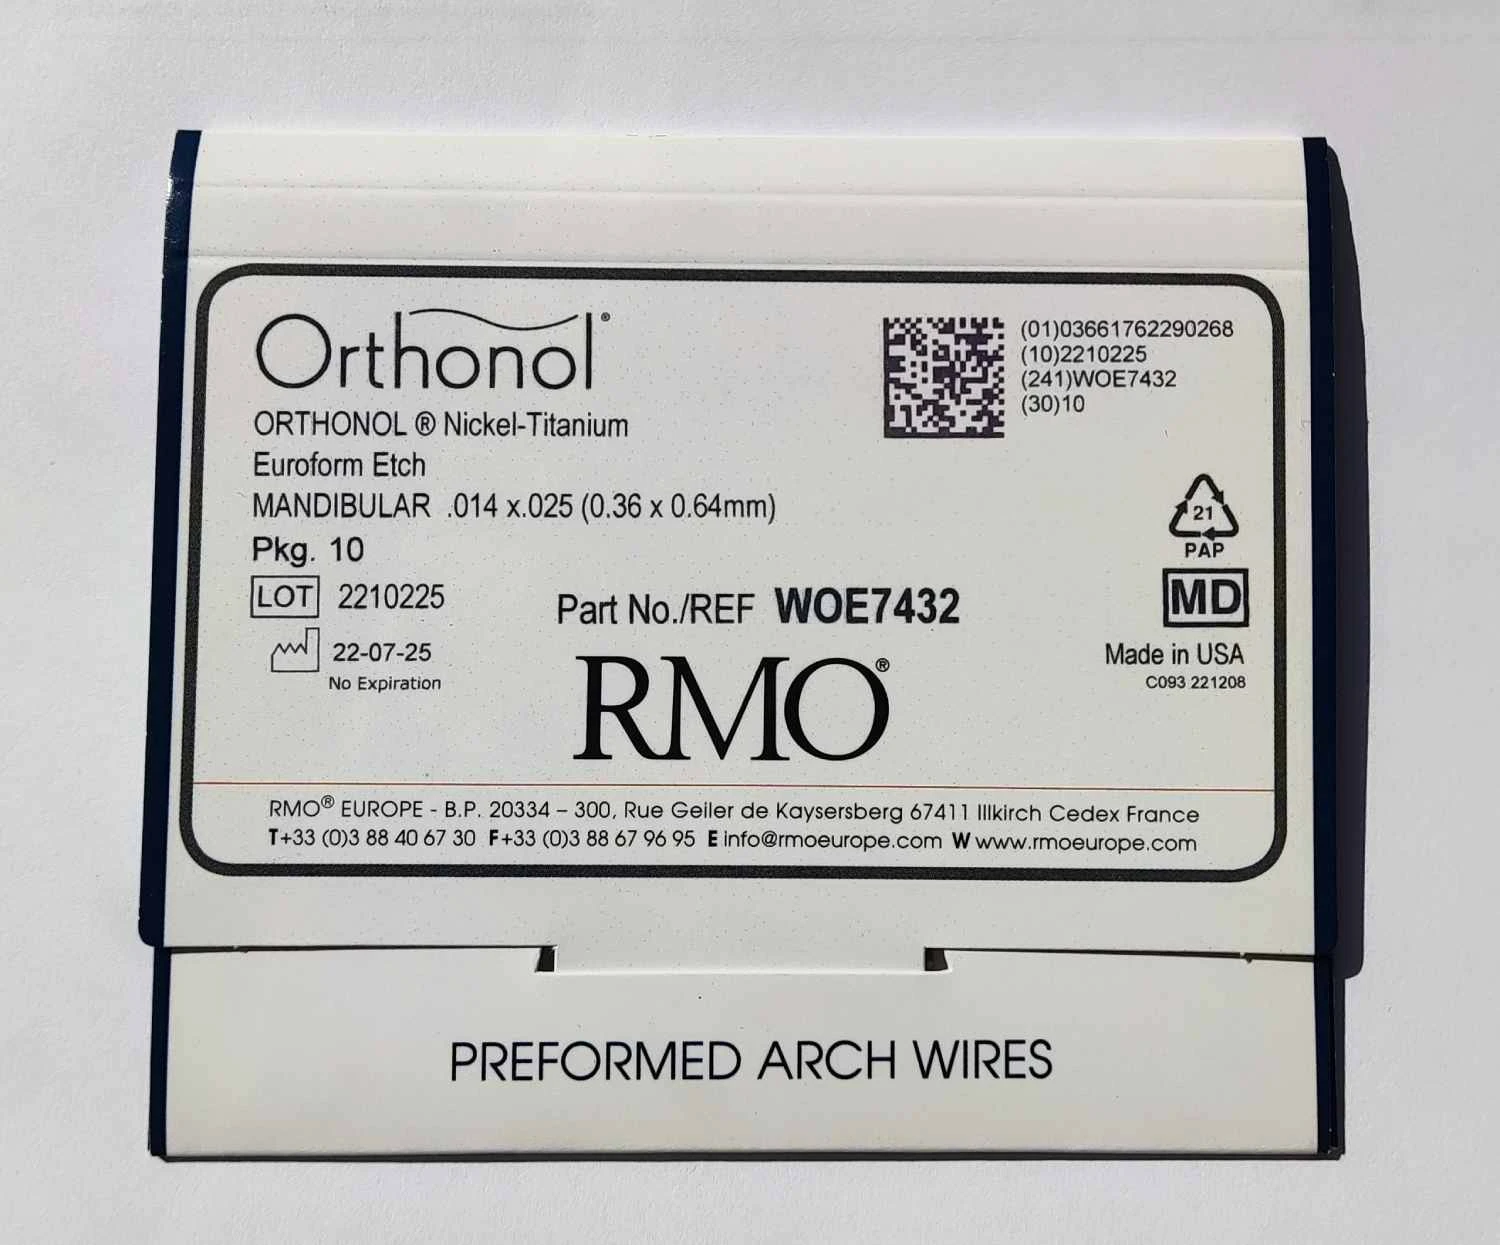 Orthonol®
ORTHONOL ® Nickel-Titanium
Euroform Etch
MANDIBULAR .014 x.025 (0.36 x 0.64mm)
Pkg. 10
LOT 2210225
22-07-25
No Expiration
(01)03661762290268
(10)2210225
(241)WOE7432
(30)10
21
PAP
MD
Part No./REF WOE7432
RMO®
Made in USA
C093 221208
RMO® EUROPE - B.P. 20334 – 300, Rue Geiler de Kaysersberg 67411 Illkirch Cedex France
T+33 (0)3 88 40 67 30 F+33 (0)3 88 67 96 95 E info@rmoeurope.com W www.rmoeurope.com
PREFORMED ARCH WIRES